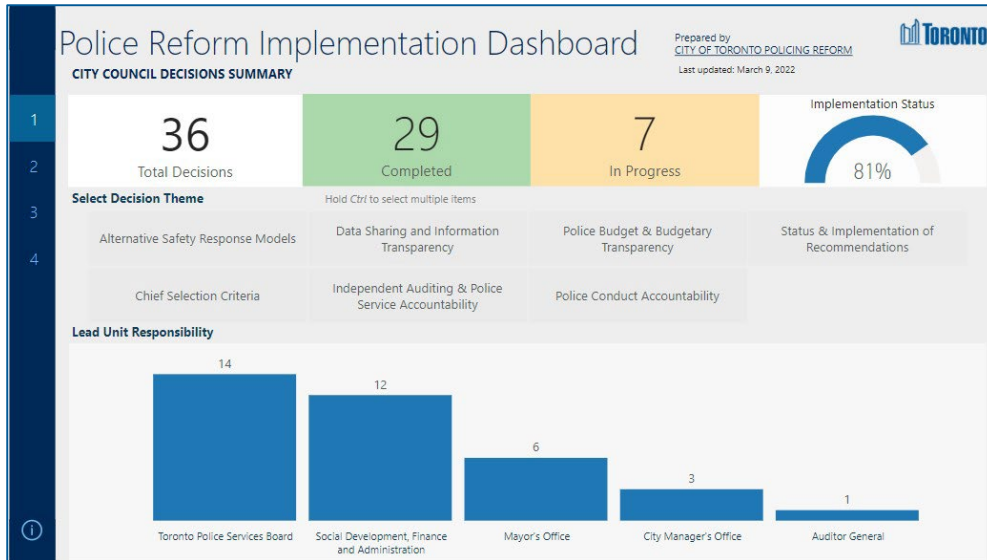 Police Reform Implementation Dashboard
Prepared by
CITY OF TORONTO POLICING REFORM
TORONTO
CITY COUNCIL DECISIONS SUMMARY
Last updated: March 9, 2022
1
2
3
4
36
Total Decisions
29
Completed
7
In Progress
Implementation Status
81%
Select Decision Theme
Hold Ctrl to select multiple items
Alternative Safety Response Models
Data Sharing and Information
Transparency
Police Budget & Budgetary
Transparency
Status & Implementation of
Recommendations
Chief Selection Criteria
Independent Auditing & Police
Service Accountability
Police Conduct Accountability
Lead Unit Responsibility
14
12
6
3
1
Toronto Police Services Board
Social Development, Finance
and Administration
Mayor's Office
City Manager's Office
Auditor General